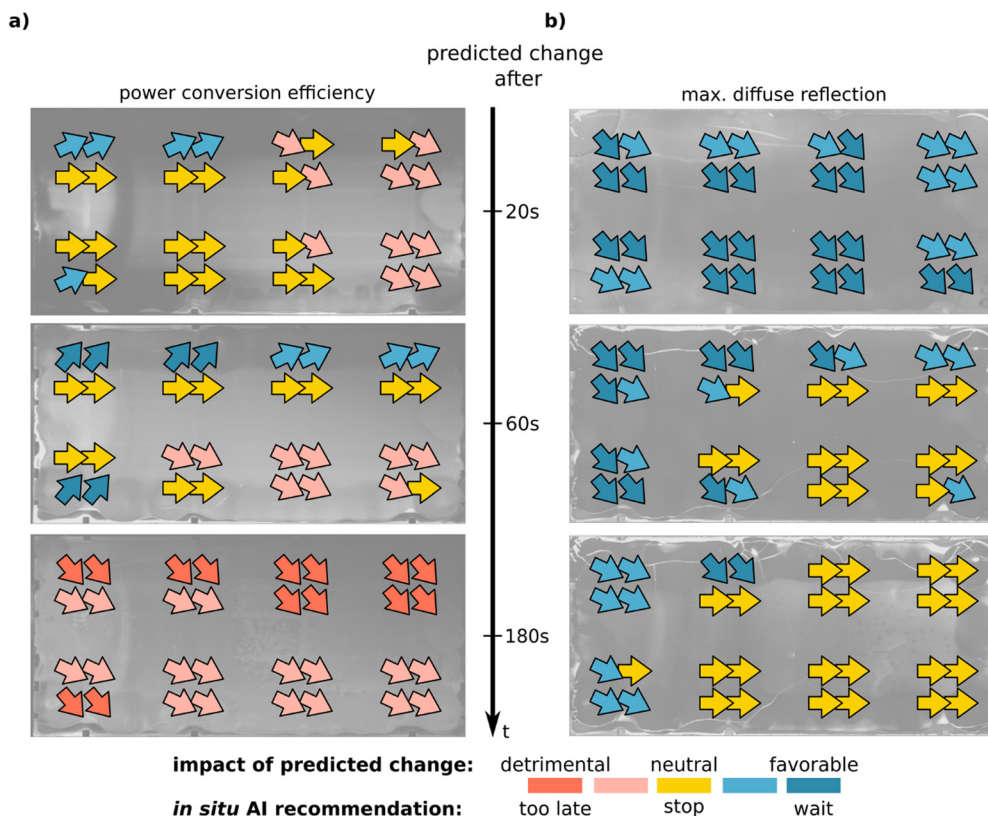 a)
b)
predicted change
after
power conversion efficiency
max. diffuse reflection
20s
60s
180s
t
impact of predicted change: detrimental neutral favorable
in situ AI recommendation: too late stop wait